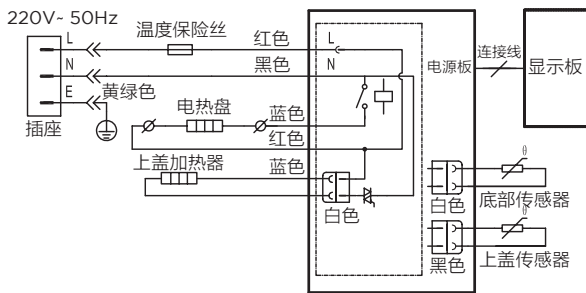 220V~ 50Hz
L
温度保险丝
红色
L
N
黑色
N
电源板
连接线
显示板
E
黄绿色
插座
电热盘
蓝色
红色
上盖加热器
蓝色
白色
θ
白色
底部传感器
θ
黑色
上盖传感器